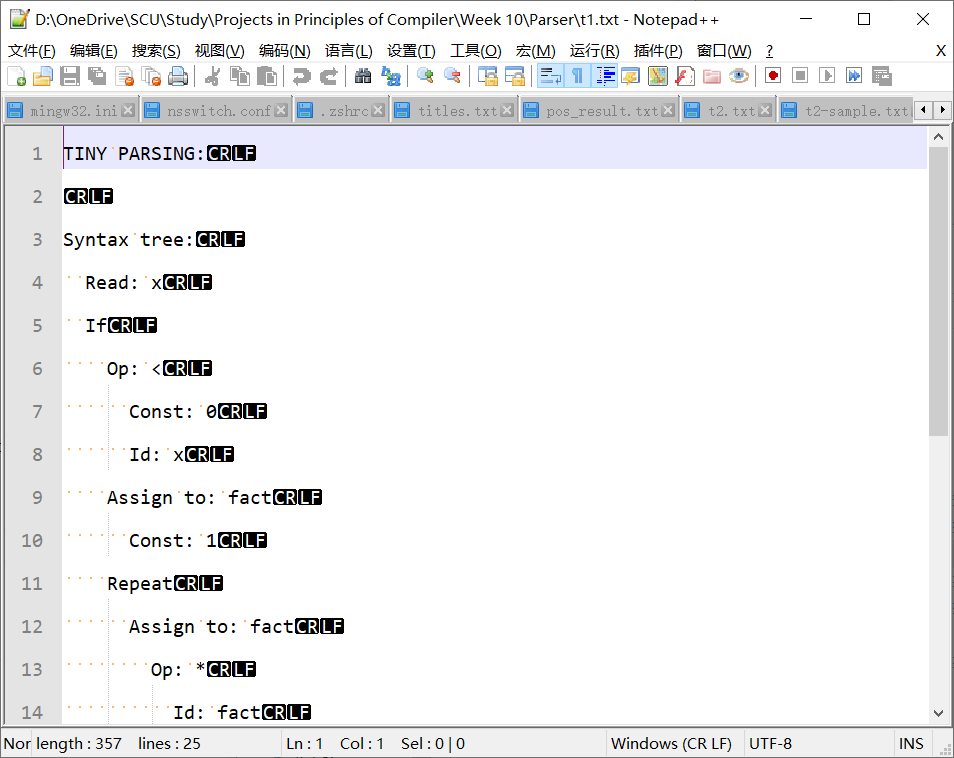 D:\OneDrive\SCU\Study\Projects in Principles of Compiler\Week 10\Parser\t1.txt - Notepad++
文件(F) 编辑(E) 搜索(S) 视图(V) 编码(N) 语言(L) 设置(T) 工具(O) 宏(M) 运行(R) 插件(P) 窗口(W) ? X
mingw32.ini nsswitch.conf .zshrc titles.txt pos_result.txt t2.txt t2-sample.txt
1 TINY PARSING:CRLF
2 CRLF
3 Syntax tree:CRLF
4 Read: xCRLF
5 IfCRLF
6 Op: <CRLF
7 Const: 0CRLF
8 Id: xCRLF
9 Assign to: factCRLF
10 Const: 1CRLF
11 RepeatCRLF
12 Assign to: factCRLF
13 Op: *CRLF
14 Id: factCRLF
Nor length : 357 lines : 25 Ln : 1 Col : 1 Sel : 0 | 0 Windows (CR LF) UTF-8 INS